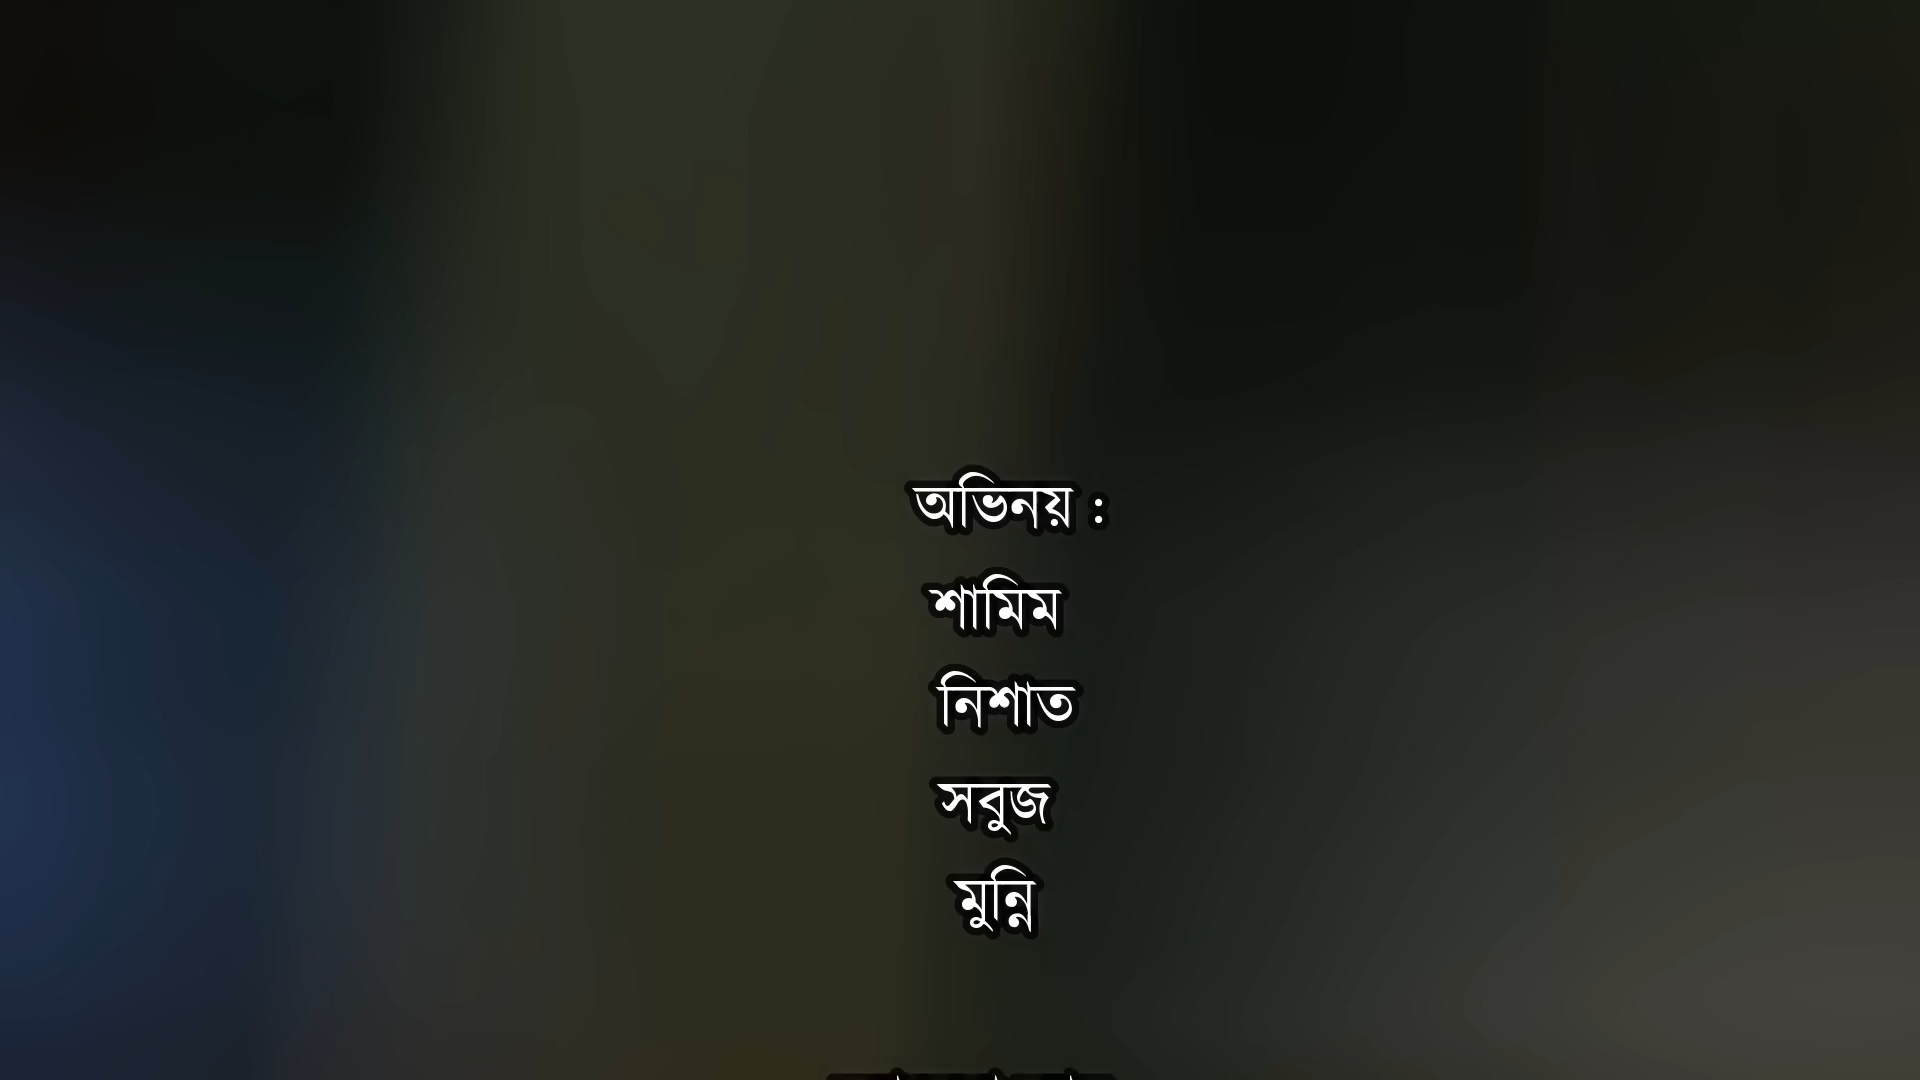 অভিনয় :
শামিম
নিশাত
সবুজ
মুন্নি